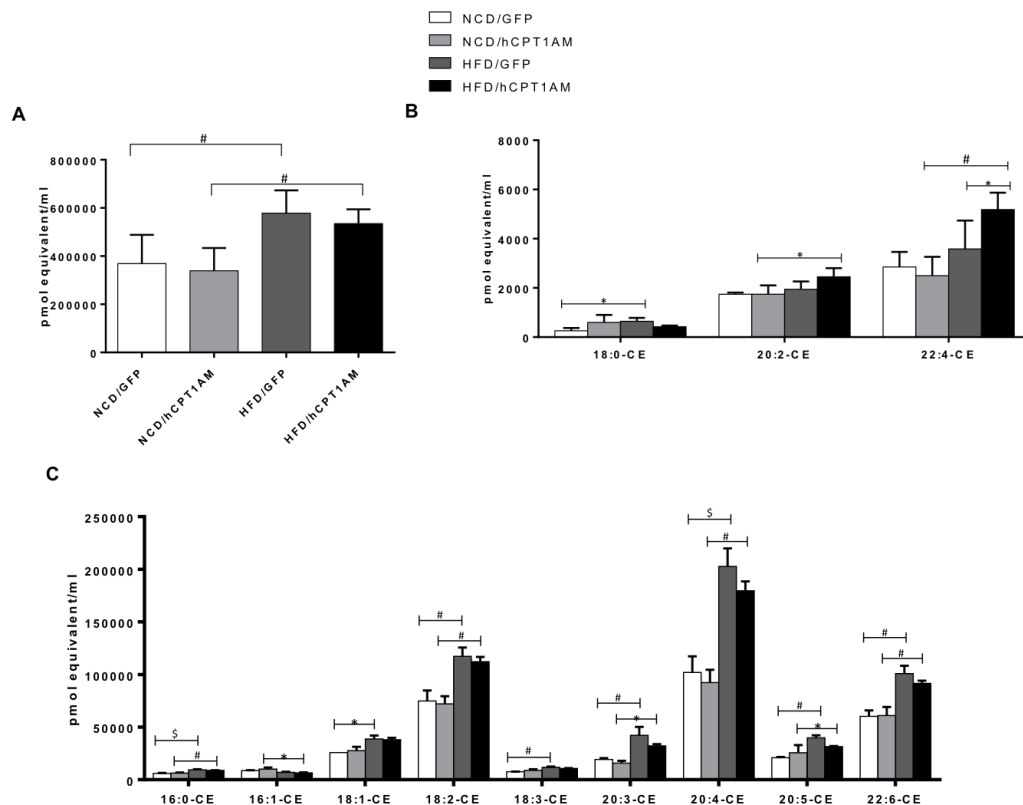 NCD/GFP
NCD/hCPT1AM
HFD/GFP
HFD/hCPT1AM
A
#
#
800000
600000
400000
200000
0
pmol equivalent/ml
NCD/GFP
NCD/hCPT1AM
HFD/GFP
HFD/hCPT1AM
B
8000
6000
4000
2000
0
pmol equivalent/ml
*
*
#
*
18:0-CE
20:2-CE
22:4-CE
C
250000
200000
150000
100000
50000
0
pmol equivalent/ml
$
#
*
*
#
#
#
#
*
$
#
#
*
#
#
16:0-CE
16:1-CE
18:1-CE
18:2-CE
18:3-CE
20:3-CE
20:4-CE
20:5-CE
22:6-CE